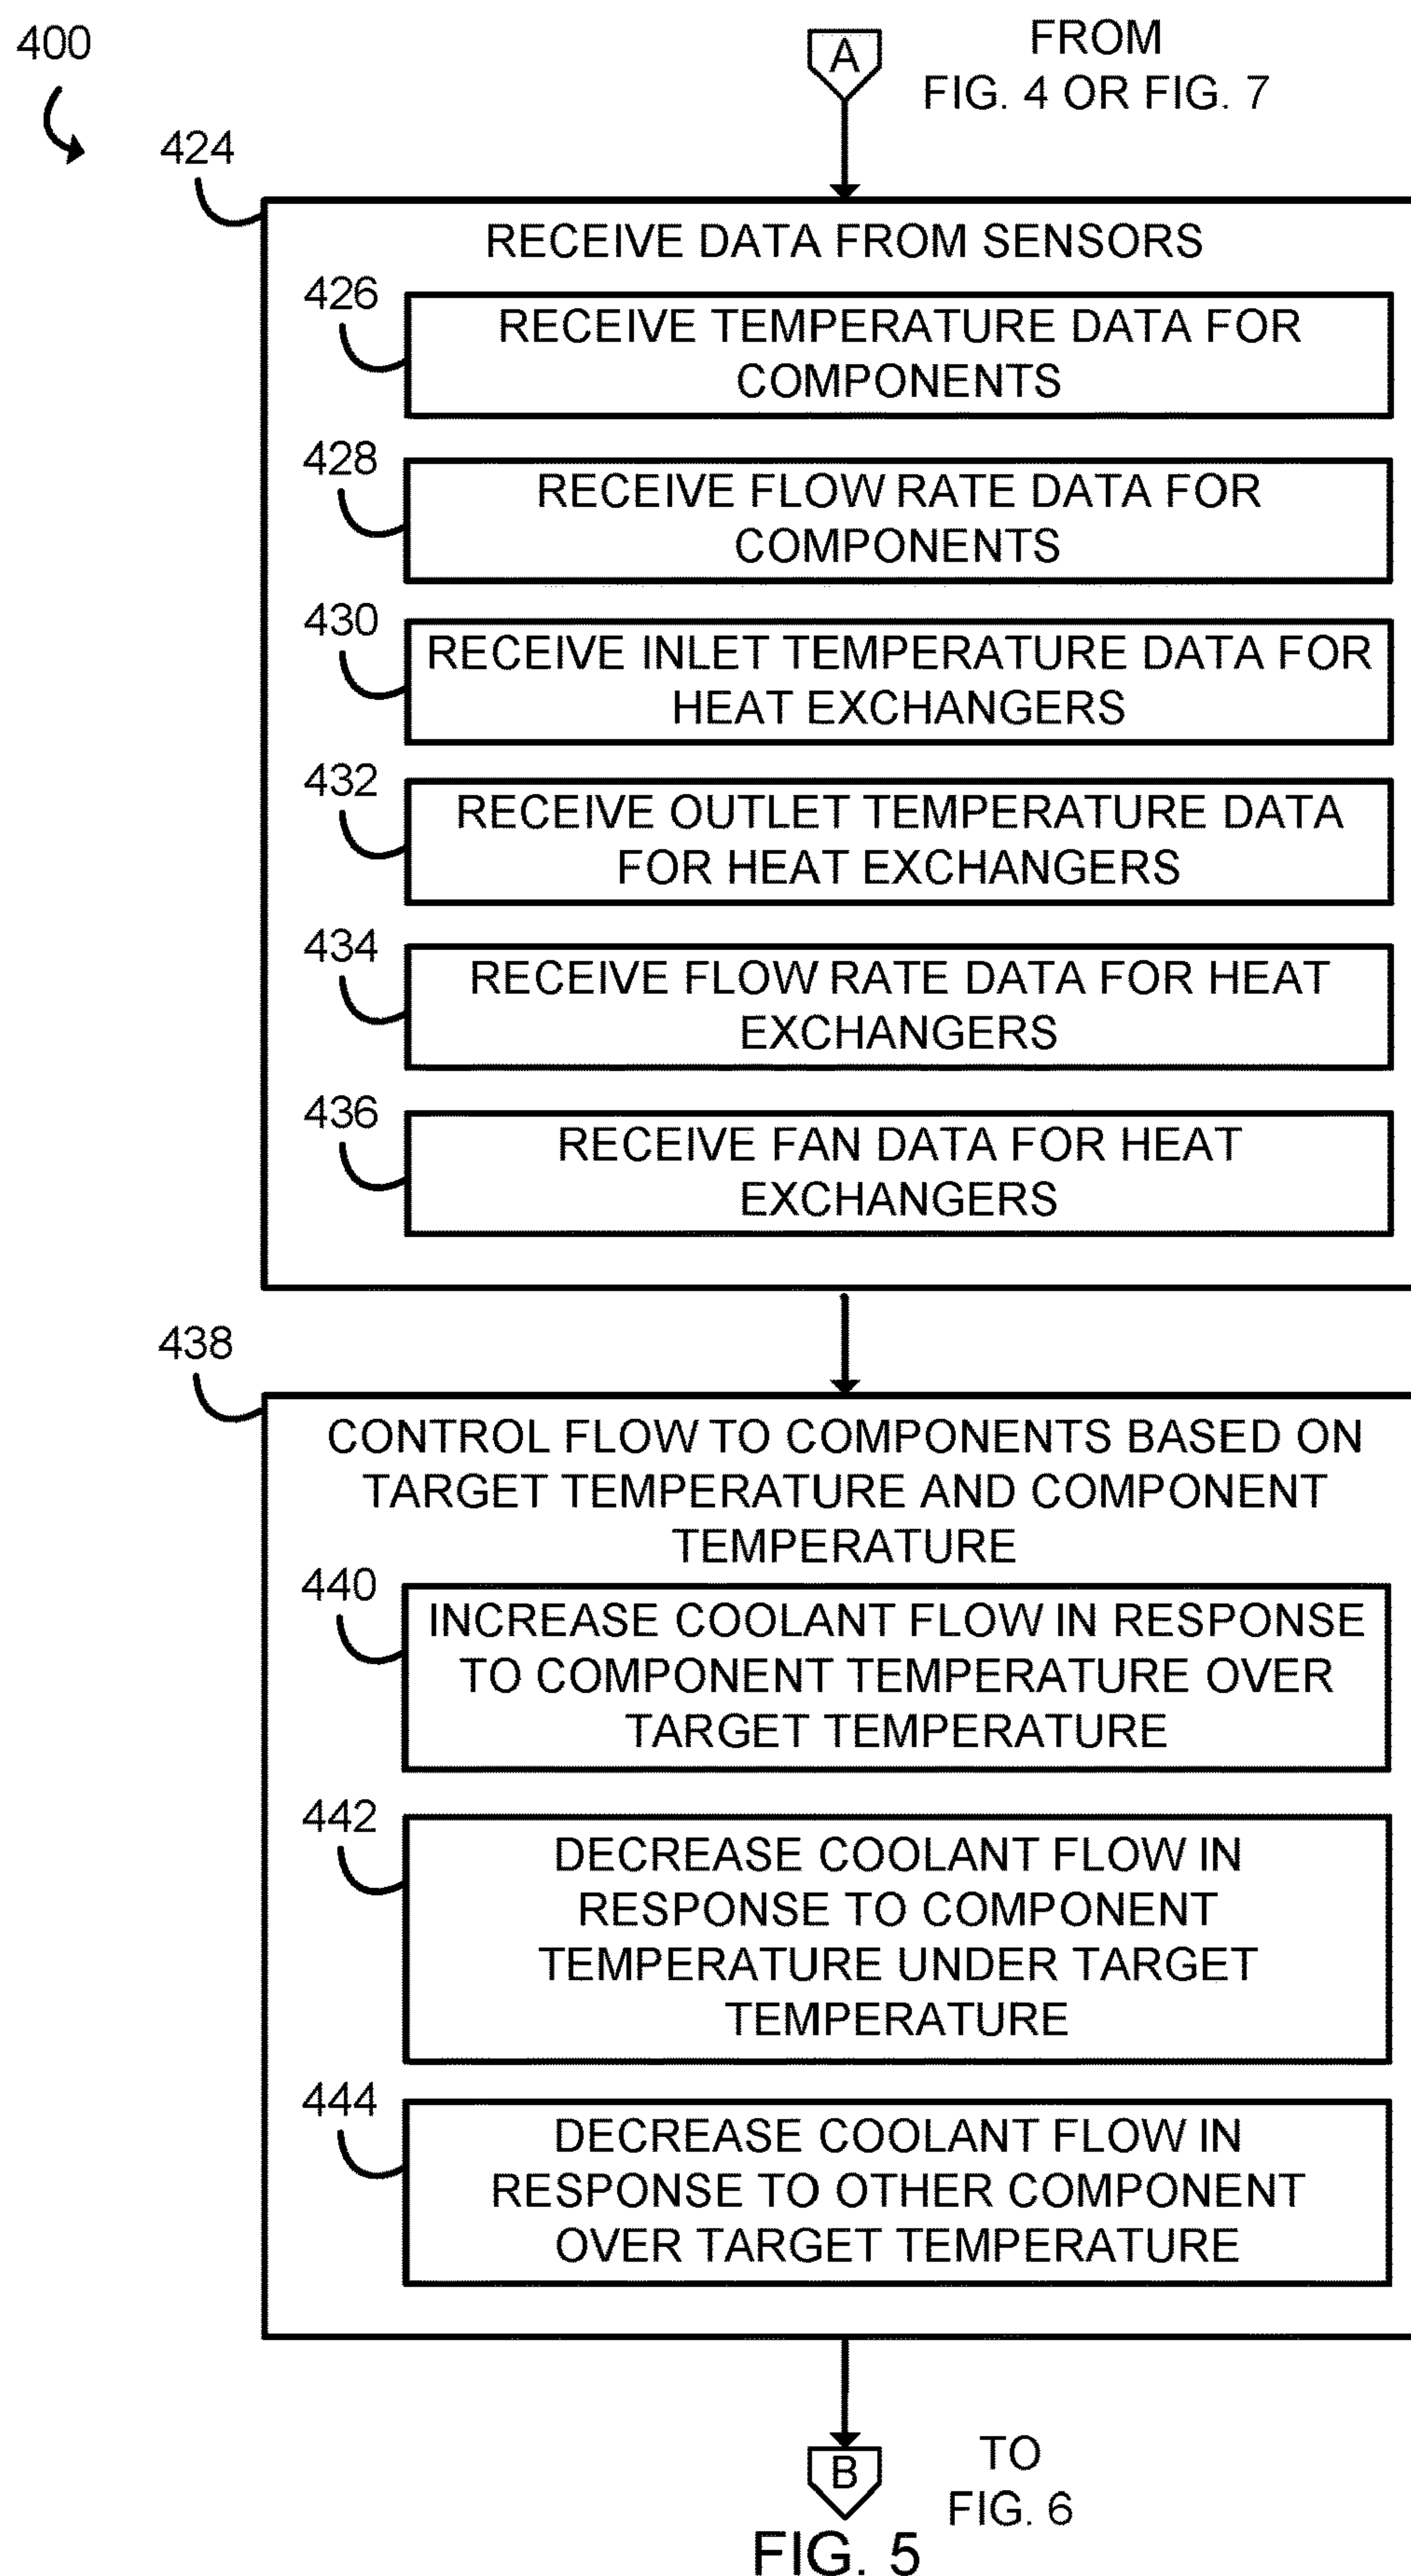 400
A
FROM
FIG. 4 OR FIG. 7
424
RECEIVE DATA FROM SENSORS
426
RECEIVE TEMPERATURE DATA FOR
COMPONENTS
428
RECEIVE FLOW RATE DATA FOR
COMPONENTS
430
RECEIVE INLET TEMPERATURE DATA FOR
HEAT EXCHANGERS
432
RECEIVE OUTLET TEMPERATURE DATA
FOR HEAT EXCHANGERS
434
RECEIVE FLOW RATE DATA FOR HEAT
EXCHANGERS
436
RECEIVE FAN DATA FOR HEAT
EXCHANGERS
438
CONTROL FLOW TO COMPONENTS BASED ON
TARGET TEMPERATURE AND COMPONENT
TEMPERATURE
440
INCREASE COOLANT FLOW IN RESPONSE
TO COMPONENT TEMPERATURE OVER
TARGET TEMPERATURE
442
DECREASE COOLANT FLOW IN
RESPONSE TO COMPONENT
TEMPERATURE UNDER TARGET
TEMPERATURE
444
DECREASE COOLANT FLOW IN
RESPONSE TO OTHER COMPONENT
OVER TARGET TEMPERATURE
B
TO
FIG. 6
FIG. 5